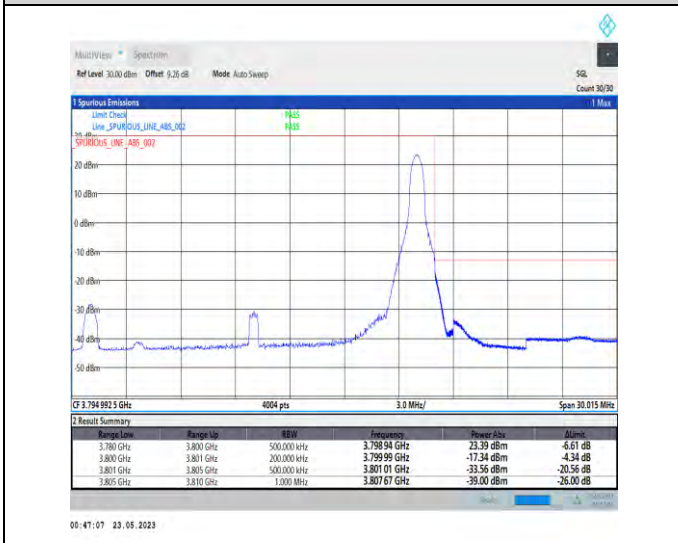 MultiView Spectrum
Ref Level 30.00 dBm Offset 9.26 dB Mode Auto Sweep SGL
Count 30/30
1 Spurious Emissions 1 Max
Limit Check PASS
Line _SPURIOUS_LINE_ABS_002 PASS
_SPURIOUS_LINE_ABS_002
20 dBm
10 dBm
0 dBm
-10 dBm
-20 dBm
-30 dBm
-40 dBm
-50 dBm
CF 3.794 992 5 GHz 4004 pts 3.0 MHz/ Span 30.015 MHz
2 Result Summary
Range Low Range Up RBW Frequency Power Abs ΔLimit
3.780 GHz 3.800 GHz 500.000 kHz 3.798 94 GHz 23.39 dBm -6.61 dB
3.800 GHz 3.801 GHz 200.000 kHz 3.799 99 GHz -17.34 dBm -4.34 dB
3.801 GHz 3.805 GHz 500.000 kHz 3.801 01 GHz -33.56 dBm -20.56 dB
3.805 GHz 3.810 GHz 1.000 MHz 3.807 67 GHz -39.00 dBm -26.00 dB
00:47:07 23.05.2023